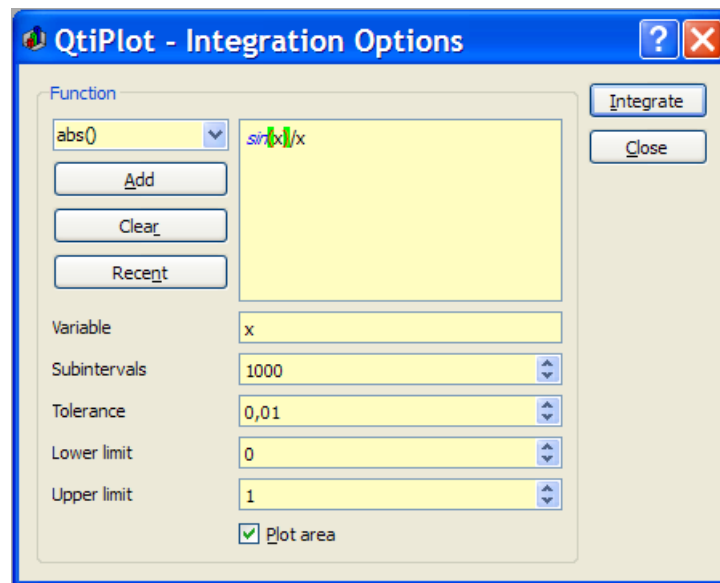 QtiPlot - Integration Options
?
Function
Integrate
abs()
sin(x)/x
Close
Add
Clear
Recent
Variable
x
Subintervals
1000
Tolerance
0,01
Lower limit
0
Upper limit
1
Plot area